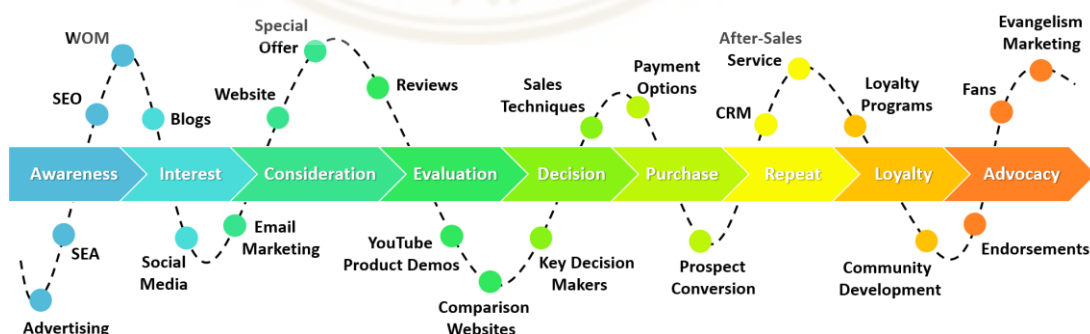 WOM
SEO
Blogs
Special
Offer
Website
Reviews
Sales
Techniques
Payment
Options
After-Sales
Service
CRM
Loyalty
Programs
Evangelism
Marketing
Fans
Awareness
Interest
Consideration
Evaluation
Decision
Purchase
Repeat
Loyalty
Advocacy
SEA
Advertising
Social
Media
Email
Marketing
YouTube
Product Demos
Comparison
Websites
Key Decision
Makers
Prospect
Conversion
Community
Development
Endorsements